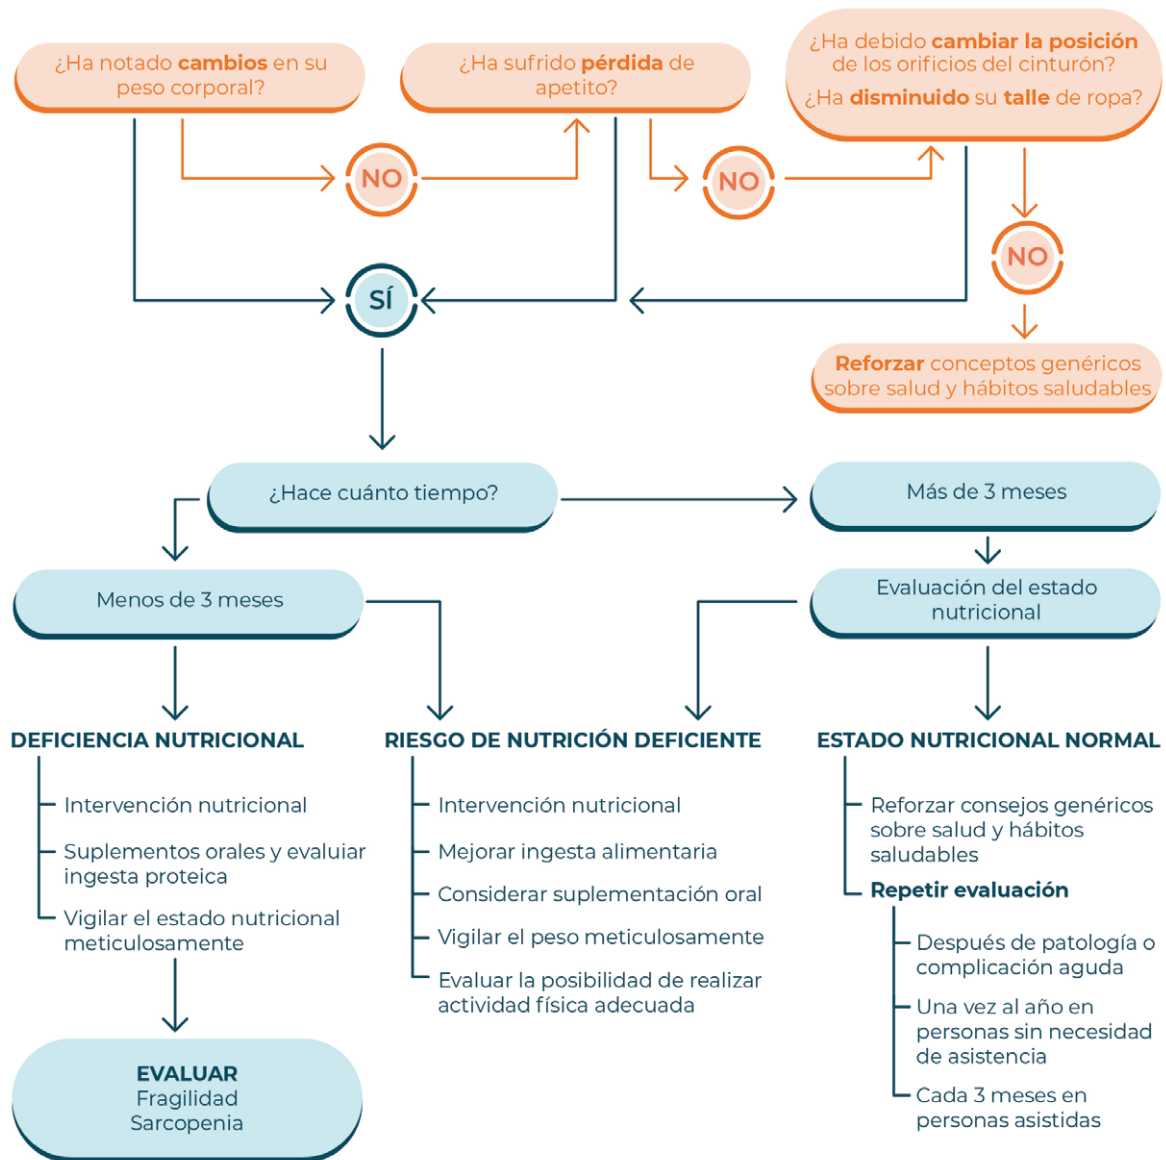 ¿Ha notado cambios en su
peso corporal?
¿Ha sufrido pérdida de
apetito?
¿Ha debido cambiar la posición
de los orificios del cinturón?
¿Ha disminuido su talle de ropa?
NO
NO
NO
SÍ
Reforzar conceptos genéricos
sobre salud y hábitos saludables
¿Hace cuánto tiempo?
Más de 3 meses
Menos de 3 meses
Evaluación del estado
nutricional
DEFICIENCIA NUTRICIONAL
Intervención nutricional
Suplementos orales y evaluiar
ingesta proteica
Vigilar el estado nutricional
meticulosamente
EVALUAR
Fragilidad
Sarcopenia
RIESGO DE NUTRICIÓN DEFICIENTE
Intervención nutricional
Mejorar ingesta alimentaria
Considerar suplementación oral
Vigilar el peso meticulosamente
Evaluar la posibilidad de realizar
actividad física adecuada
ESTADO NUTRICIONAL NORMAL
Reforzar consejos genéricos
sobre salud y hábitos
saludables
Repetir evaluación
Después de patología o
complicación aguda
Una vez al año en
personas sin necesidad
de asistencia
Cada 3 meses en
personas asistidas